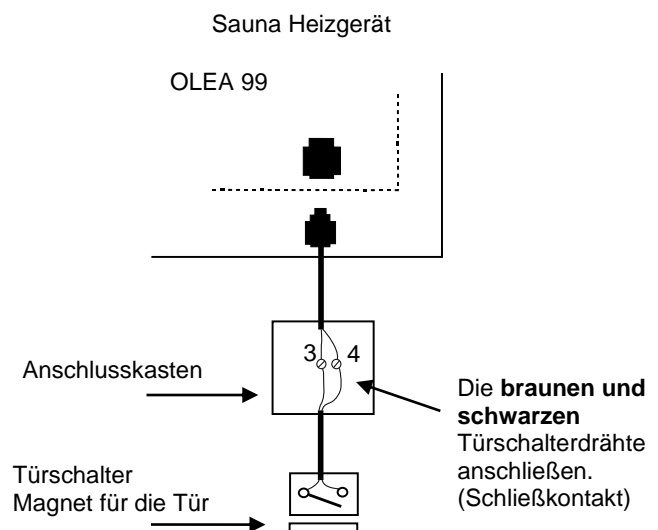 Sauna Heizgerät
OLEA 99
3 4
Anschlusskasten
Die braunen und
schwarzen
Türschalterdrähte
anschließen.
(Schließkontakt)
Türschalter
Magnet für die Tür